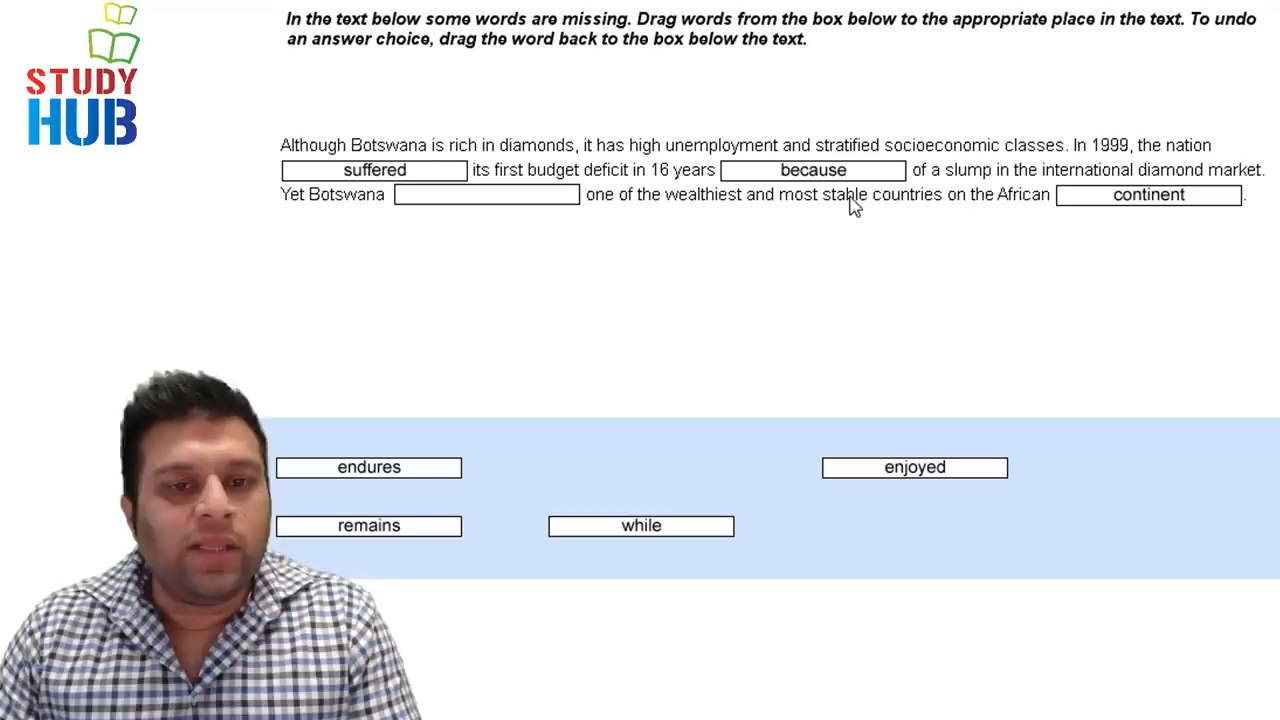 In the text below some words are missing. Drag words from the box below to the appropriate place in the text. To undo
an answer choice, drag the word back to the box below the text.
STUDY
HUB
Although Botswana is rich in diamonds, it has high unemployment and stratified socioeconomic classes. In 1999, the nation
suffered its first budget deficit in 16 years because of a slump in the international diamond market.
Yet Botswana one of the wealthiest and most stable countries on the African continent.
endures enjoyed
remains while